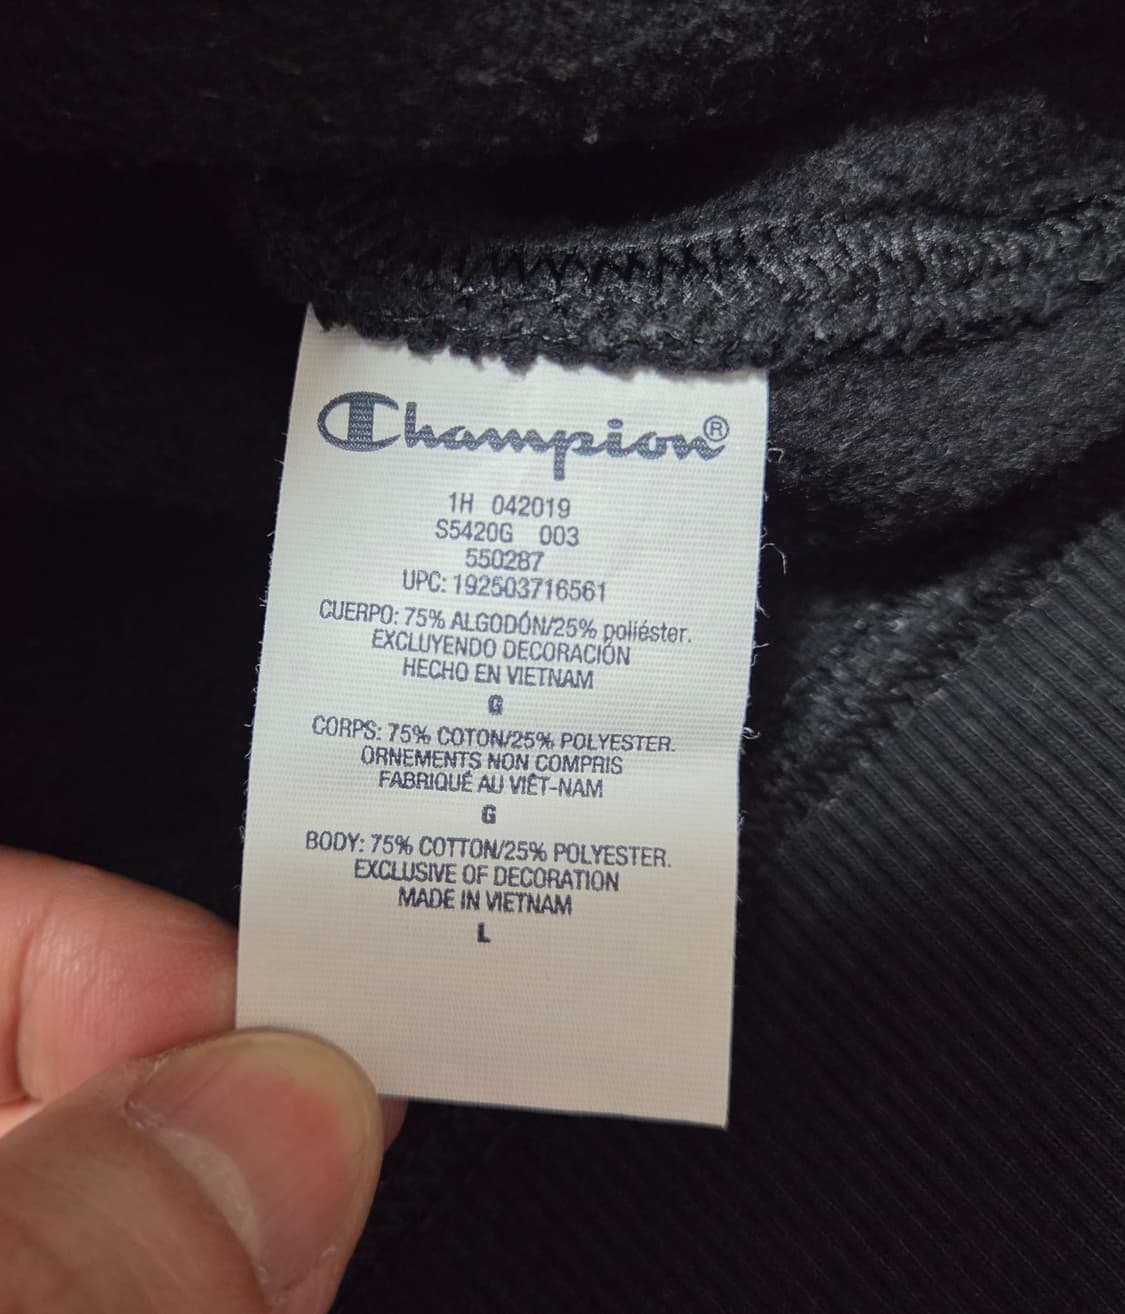 Champion®
1H 042019
S5420G 003
550287
UPC: 192503716561
CUERPO: 75% ALGODÓN/25% poliéster.
EXCLUYENDO DECORACIÓN
HECHO EN VIETNAM
G
CORPS: 75% COTON/25% POLYESTER.
ORNEMENTS NON COMPRIS
FABRIQUÉ AU VIÊT-NAM
G
BODY: 75% COTTON/25% POLYESTER.
EXCLUSIVE OF DECORATION
MADE IN VIETNAM
L